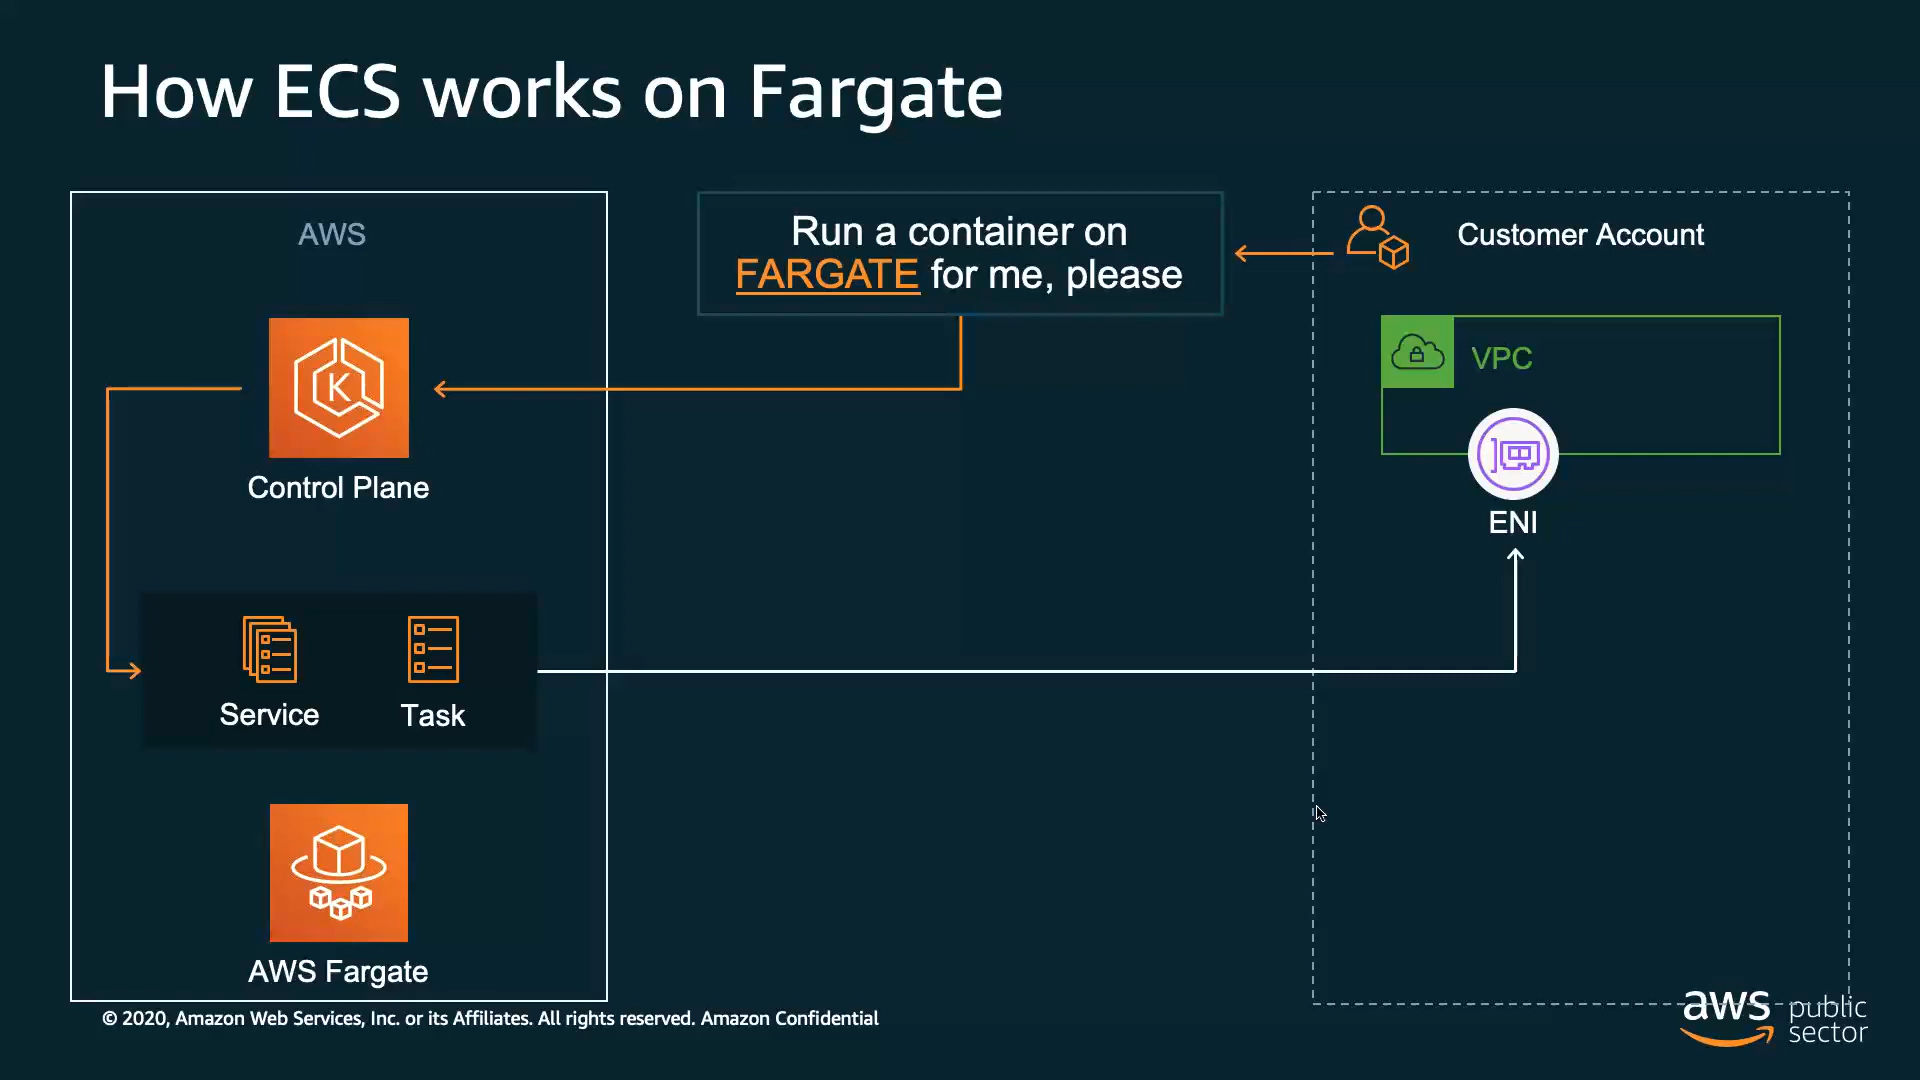 How ECS works on Fargate
AWS
Run a container on
FARGATE for me, please
Customer Account
VPC
K
Control Plane
ENI
Service
Task
AWS Fargate
© 2020, Amazon Web Services, Inc. or its Affiliates. All rights reserved. Amazon Confidential
aws public
sector